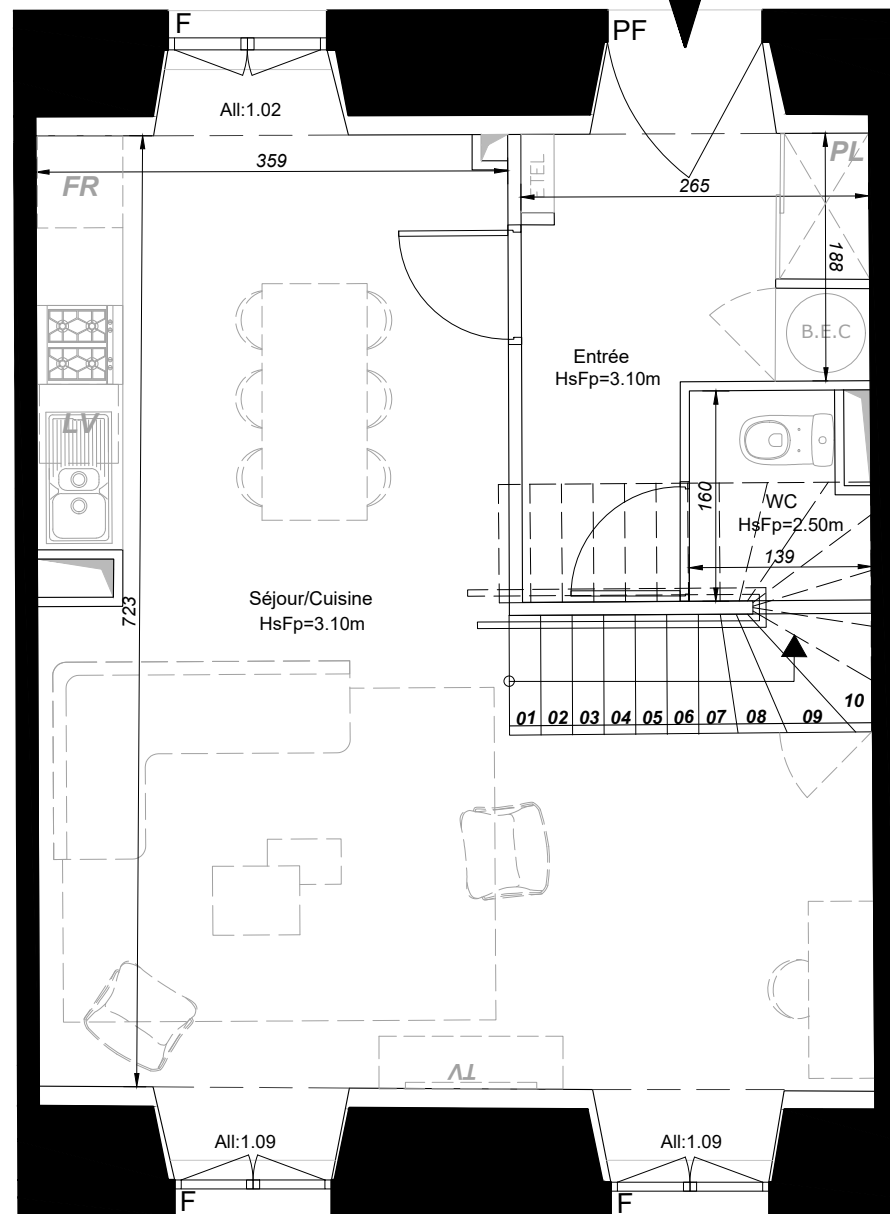 F
PF
All:1.02
359
FR
ETEL
265
PL
188
B.E.C
Entrée
HsFp=3.10m
LV
160
WC
HsFp=2.50m
139
723
Séjour/Cuisine
HsFp=3.10m
01 02 03 04 05 06 07 08 09 10
TV
All:1.09
All:1.09
F
F